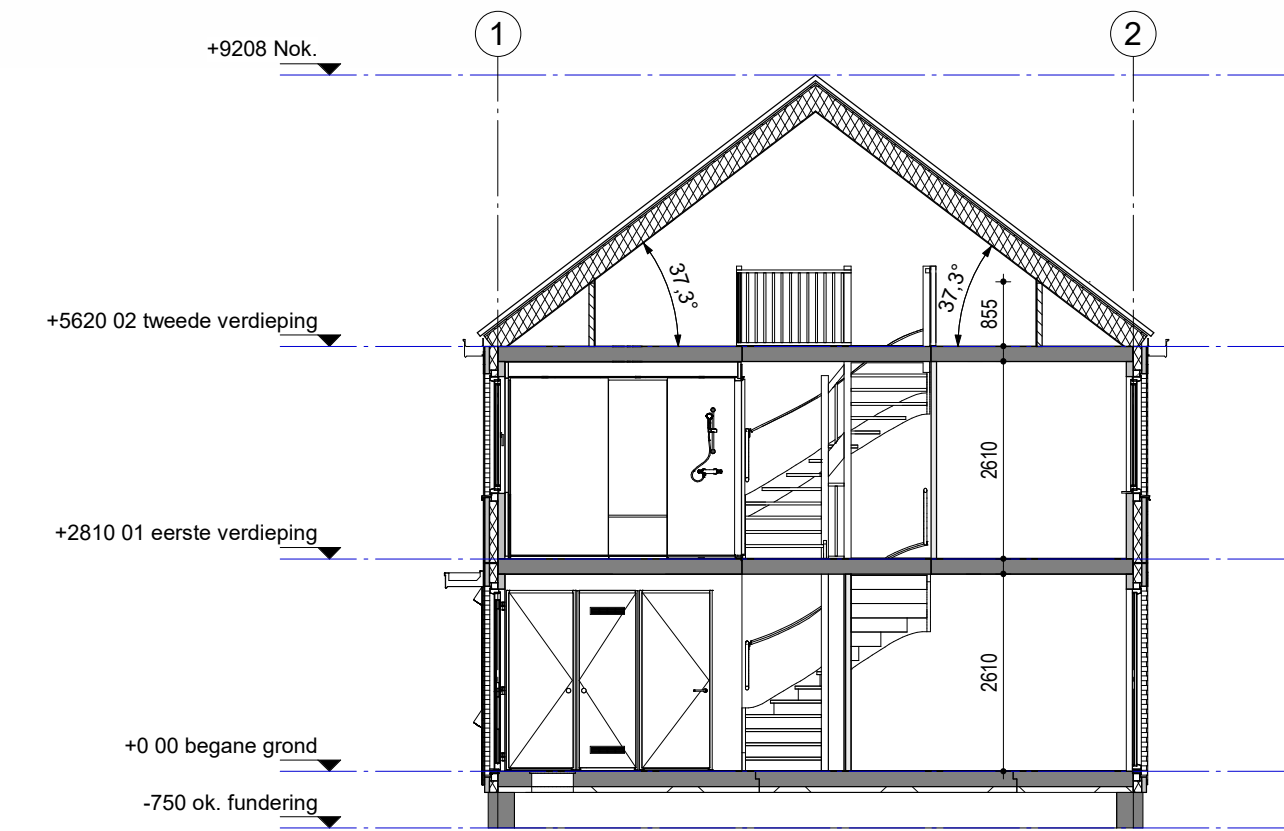 1
2
+9208 Nok.
37,3°
37,3°
855
+5620 02 tweede verdieping
2610
+2810 01 eerste verdieping
2610
+0 00 begane grond
-750 ok. fundering